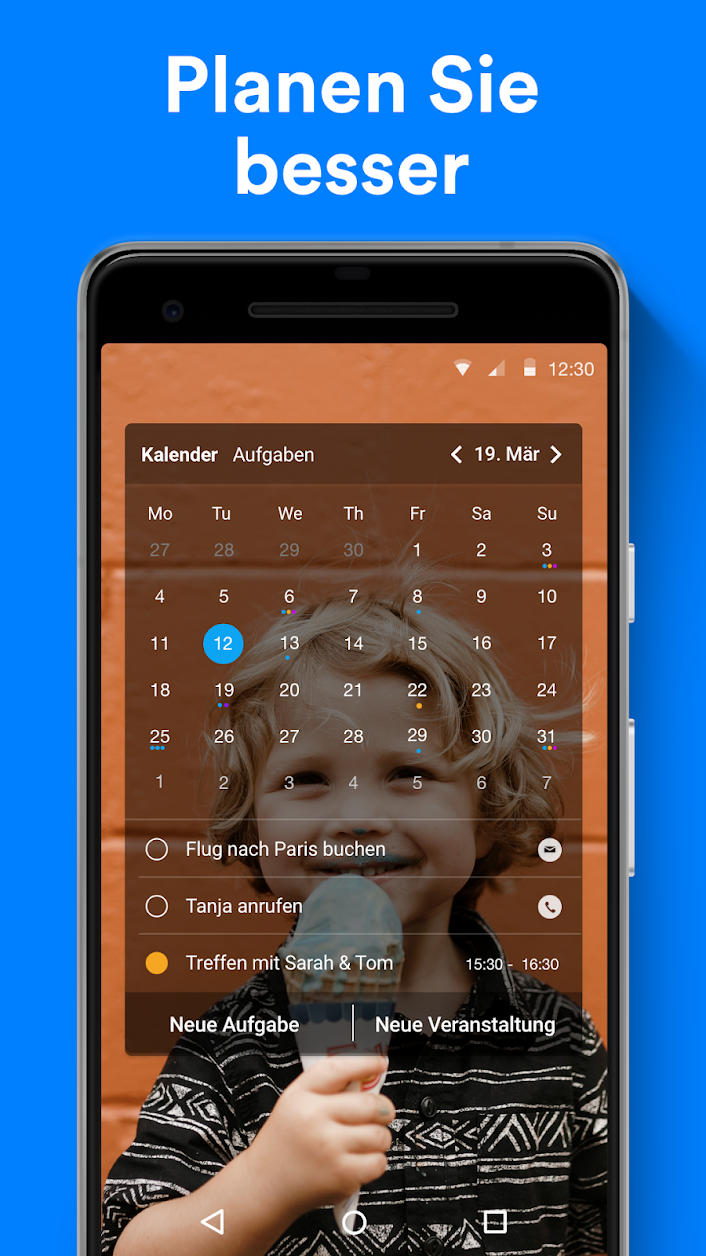 Planen Sie
besser
12:30
Kalender Aufgaben 19. Mär
Mo Tu We Th Fr Sa Su
27 28 29 30 1 2 3
4 5 6 7 8 9 10
11 12 13 14 15 16 17
18 19 20 21 22 23 24
25 26 27 28 29 30 31
1 2 3 4 5 6 7
Flug nach Paris buchen
Tanja anrufen
Treffen mit Sarah & Tom 15:30 - 16:30
Neue Aufgabe Neue Veranstaltung